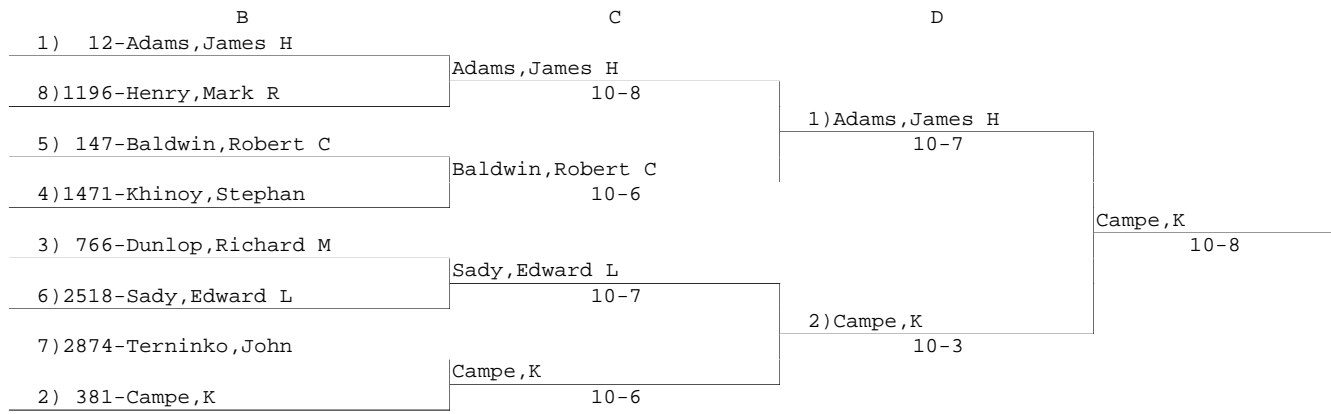 B C D
1) 12-Adams,James H
Adams,James H
8)1196-Henry,Mark R 10-8
1)Adams,James H
5) 147-Baldwin,Robert C 10-7
Baldwin,Robert C
4)1471-Khinoy,Stephan 10-6
Campe,K
3) 766-Dunlop,Richard M 10-8
Sady,Edward L
6)2518-Sady,Edward L 10-7
2)Campe,K
7)2874-Terninko,John 10-3
Campe,K
2) 381-Campe,K 10-6